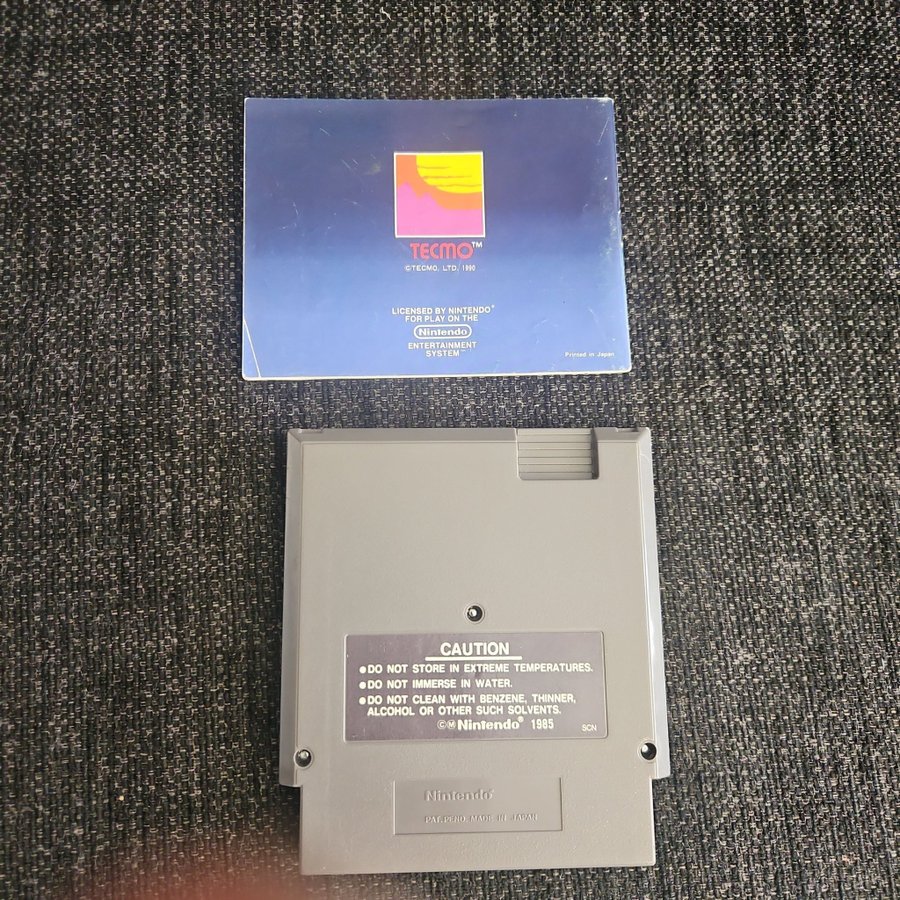 TECMO™
©TECMO, LTD. 1990
LICENSED BY NINTENDO®
FOR PLAY ON THE
Nintendo
ENTERTAINMENT
SYSTEM™
Printed in Japan
CAUTION
●DO NOT STORE IN EXTREME TEMPERATURES.
●DO NOT IMMERSE IN WATER.
●DO NOT CLEAN WITH BENZENE, THINNER,
ALCOHOL OR OTHER SUCH SOLVENTS.
©Ⓜ Nintendo® 1985
SCN
Nintendo®
PAT. PEND. MADE IN JAPAN